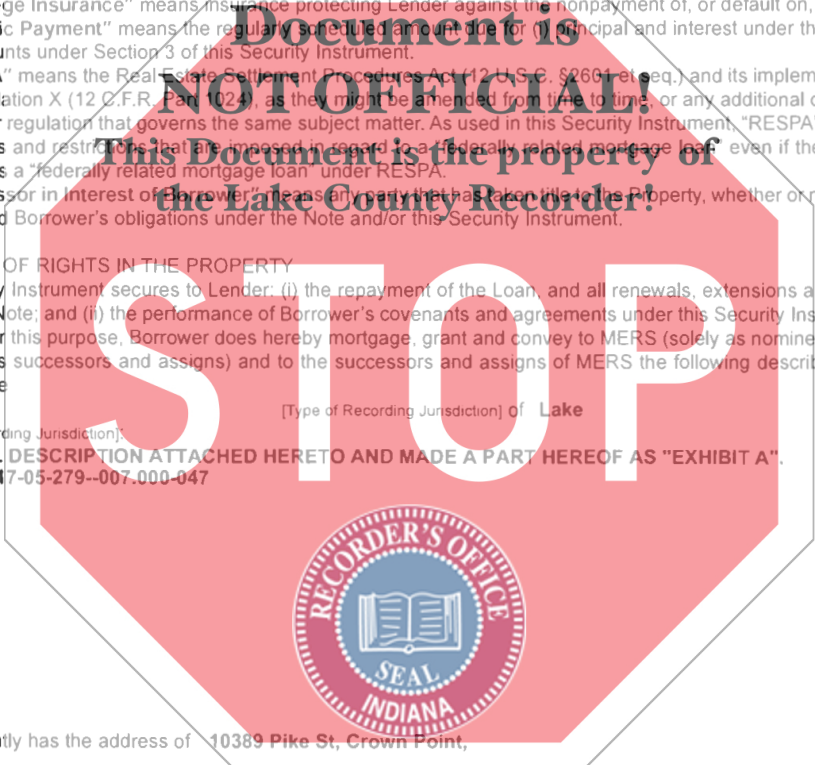 ge Insurance" means insurance protecting Lender against the nonpayment of, or default on,
Document is
c Payment" means the regularly scheduled amount due for (i) principal and interest under th
nts under Section 3 of this Security Instrument.
" means the Real Estate Settlement Procedures Act (12 U.S.C. §2601 et seq.) and its implem
NOT OFFICIAL!
ation X (12 C.F.R. Part 1024), as they might be amended from time to time, or any additional
regulation that governs the same subject matter. As used in this Security Instrument, "RESPA"
This Document is the property of
s and restrictions that are imposed in regard to a "federally related mortgage loan" even if the
s a "federally related mortgage loan" under RESPA.
the Lake County Recorder!
ssor in Interest of Borrower" means any party that has taken title to the Property, whether or
d Borrower's obligations under the Note and/or this Security Instrument.
OF RIGHTS IN THE PROPERTY
y Instrument secures to Lender: (i) the repayment of the Loan, and all renewals, extensions a
Note; and (ii) the performance of Borrower's covenants and agreements under this Security Ins
r this purpose, Borrower does hereby mortgage, grant and convey to MERS (solely as nomine
s successors and assigns) and to the successors and assigns of MERS the following describ
e
STOP
[Type of Recording Jurisdiction] of Lake
rding Jurisdiction]:
DESCRIPTION ATTACHED HERETO AND MADE A PART HEREOF AS "EXHIBIT A".
7-05-279--007.000-047
RECORDER'S OFFICE
SEAL
INDIANA
tly has the address of 10389 Pike St, Crown Point,